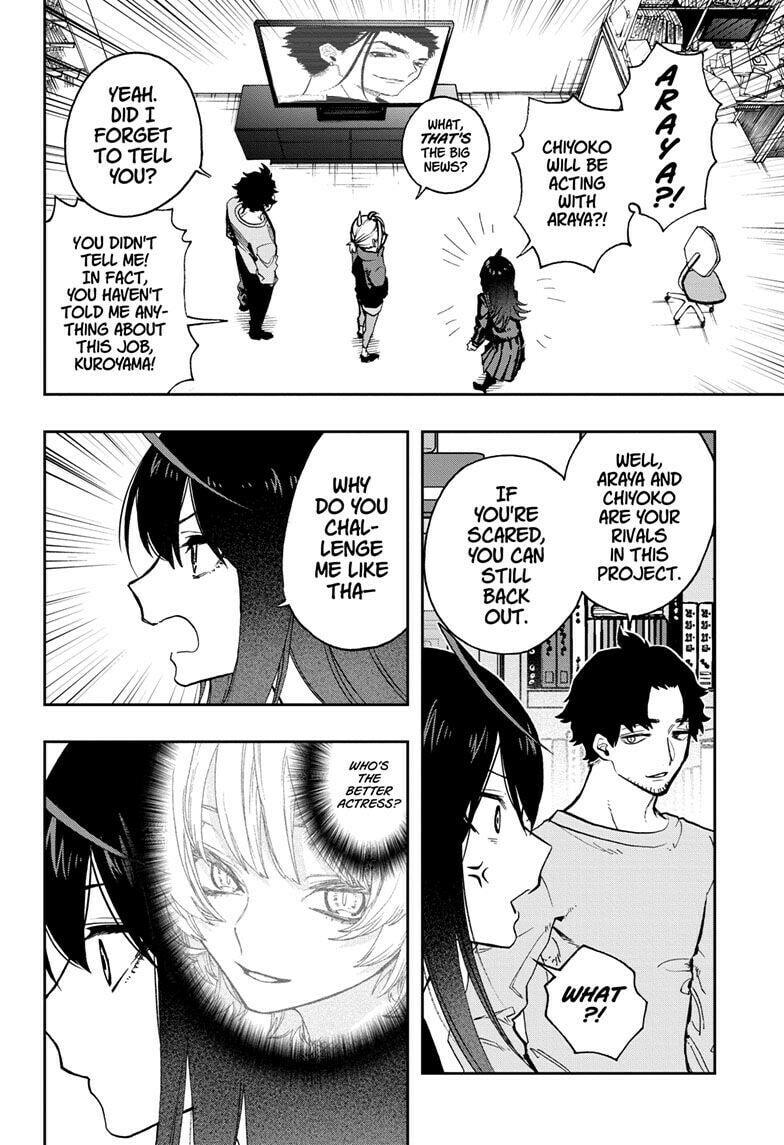 ARAYA?!
CHIYOKO
WILL BE
ACTING
WITH
ARAYA?!
WHAT,
THAT'S
THE BIG
NEWS?
YEAH.
DID I
FORGET
TO TELL
YOU?
YOU DIDN'T
TELL ME!
IN FACT,
YOU HAVEN'T
TOLD ME ANY-
THING ABOUT
THIS JOB,
KUROYAMA!
WELL,
ARAYA AND
CHIYOKO
ARE YOUR
RIVALS
IN THIS
PROJECT.
IF
YOU'RE
SCARED,
YOU CAN
STILL
BACK
OUT.
WHAT
?!
WHY
DO YOU
CHAL-
LENGE
ME LIKE
THA—
WHO'S
THE
BETTER
ACTRESS?